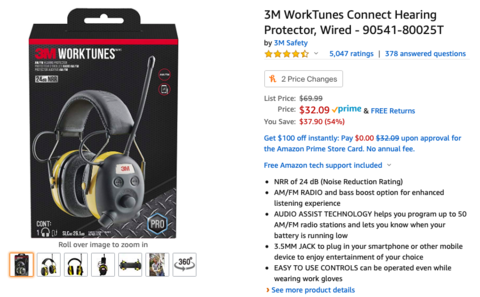 3M WorkTunes Connect Hearing
Protector, Wired - 90541-80025T
by 3M Safety
5,047 ratings | 378 answered questions
2 Price Changes
List Price: $69.99
Price: $32.09 prime & FREE Returns
You Save: $37.90 (54%)
Get $100 off instantly: Pay $0.00 $32.09 upon approval for
the Amazon Prime Store Card. No annual fee.
Free Amazon tech support included
NRR of 24 dB (Noise Reduction Rating)
AM/FM RADIO and bass boost option for enhanced
listening experience
AUDIO ASSIST TECHNOLOGY helps you program up to 50
AM/FM radio stations and lets you know when your
battery is running low
3.5MM JACK to plug in your smartphone or other mobile
device to enjoy entertainment of your choice
EASY TO USE CONTROLS can be operated even while
wearing work gloves
» See more product details
3M WORKTUNES
24dB NRR
CONT:
1
PRO
Roll over image to zoom in
360°